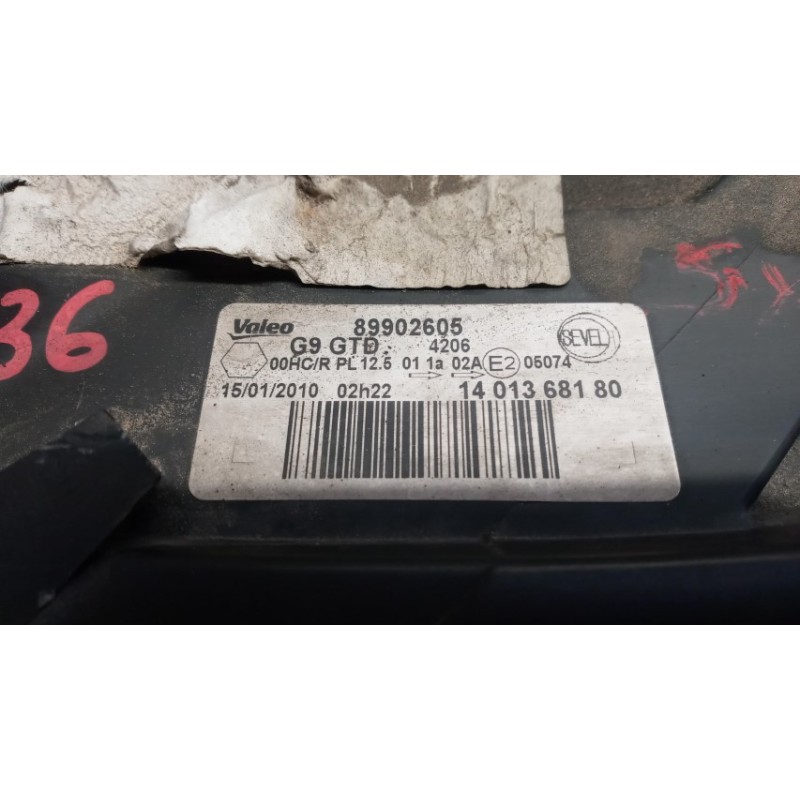 36
Valeo 89902605
G9 GTD. 4206
SEVEL
00HC/R PL 12.5 01 1a 02A E2 05074
15/01/2010 02h22 14 013 681 80